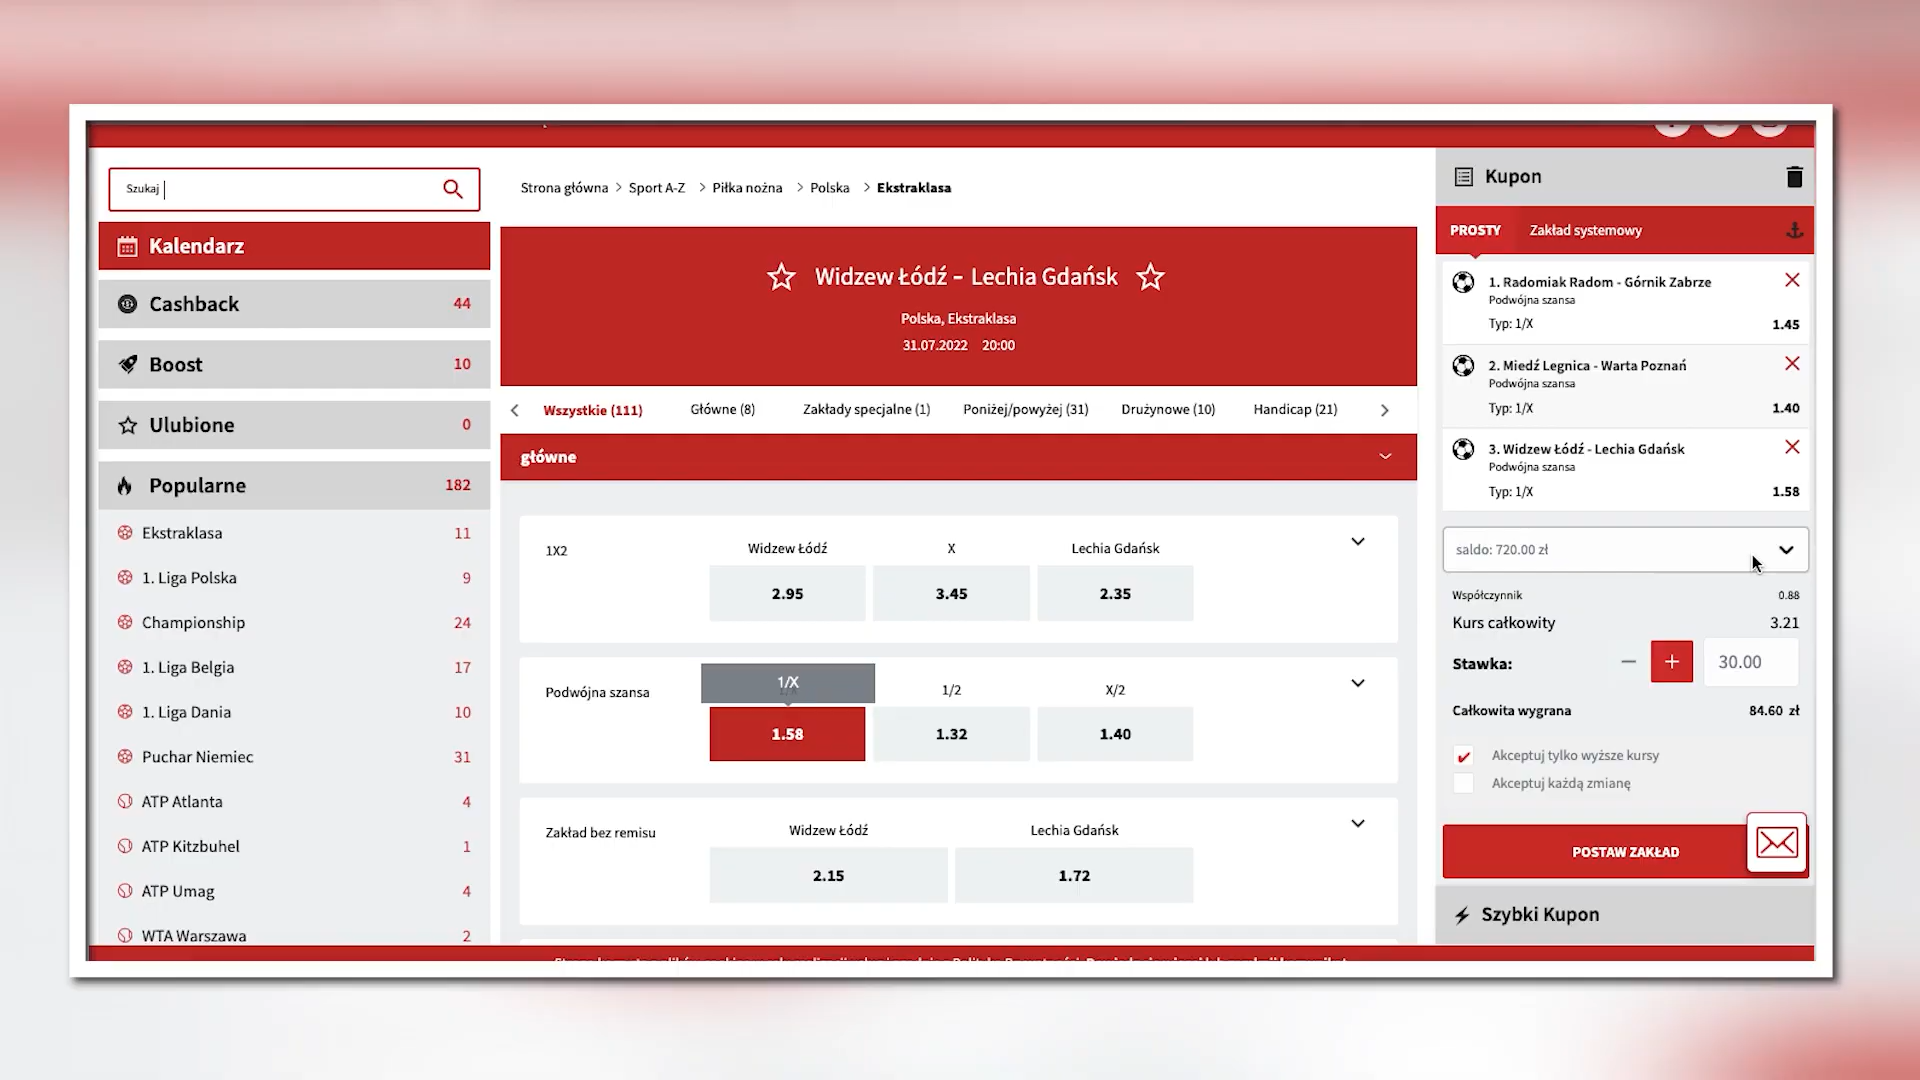 Szukaj
Kalendarz
Cashback 44
Boost 10
Ulubione 0
Popularne 182
Ekstraklasa 11
1. Liga Polska 9
Championship 24
1. Liga Belgia 17
1. Liga Dania 10
Puchar Niemiec 31
ATP Atlanta 4
ATP Kitzbuhel 1
ATP Umag 4
WTA Warszawa 2
Strona główna > Sport A-Z > Piłka nożna > Polska > Ekstraklasa
Widzew Łódź - Lechia Gdańsk
Polska, Ekstraklasa
31.07.2022 20:00
Wszystkie (111) Główne (8) Zakłady specjalne (1) Poniżej/powyżej (31) Drużynowe (10) Handicap (21)
główne
1X2
Widzew Łódź X Lechia Gdańsk
2.95 3.45 2.35
Podwójna szansa
1/X 1/2 X/2
1.58 1.32 1.40
Zakład bez remisu
Widzew Łódź Lechia Gdańsk
2.15 1.72
Kupon
PROSTY Zakład systemowy
1. Radomiak Radom - Górnik Zabrze
Podwójna szansa
Typ: 1/X 1.45
2. Miedź Legnica - Warta Poznań
Podwójna szansa
Typ: 1/X 1.40
3. Widzew Łódź - Lechia Gdańsk
Podwójna szansa
Typ: 1/X 1.58
saldo: 720.00 zł
Współczynnik 0.88
Kurs całkowity 3.21
Stawka: − + 30.00
Całkowita wygrana 84.60 zł
Akceptuj tylko wyższe kursy
Akceptuj każdą zmianę
POSTAW ZAKŁAD
Szybki Kupon